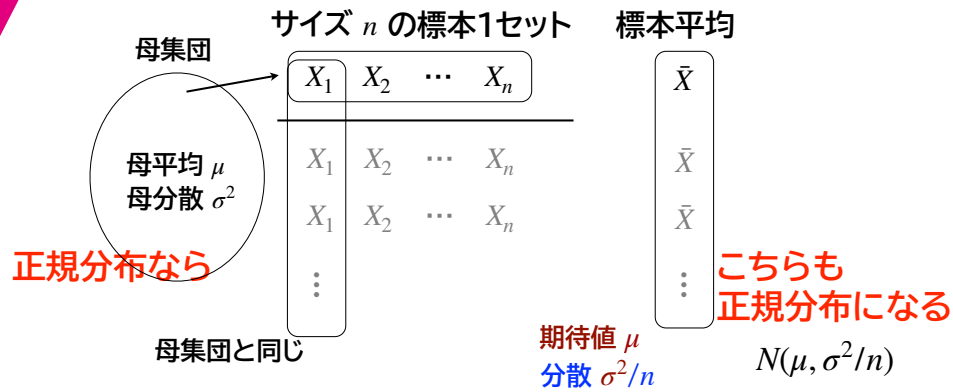 サイズ n の標本1セット 標本平均
母集団
X₁ X₂ ⋯ Xₙ X̄
母平均 μ
母分散 σ²
X₁ X₂ ⋯ Xₙ X̄
X₁ X₂ ⋯ Xₙ X̄
正規分布なら
⋮ ⋮
こちらも
正規分布になる
母集団と同じ
期待値 μ
分散 σ²/n
N(μ, σ²/n)